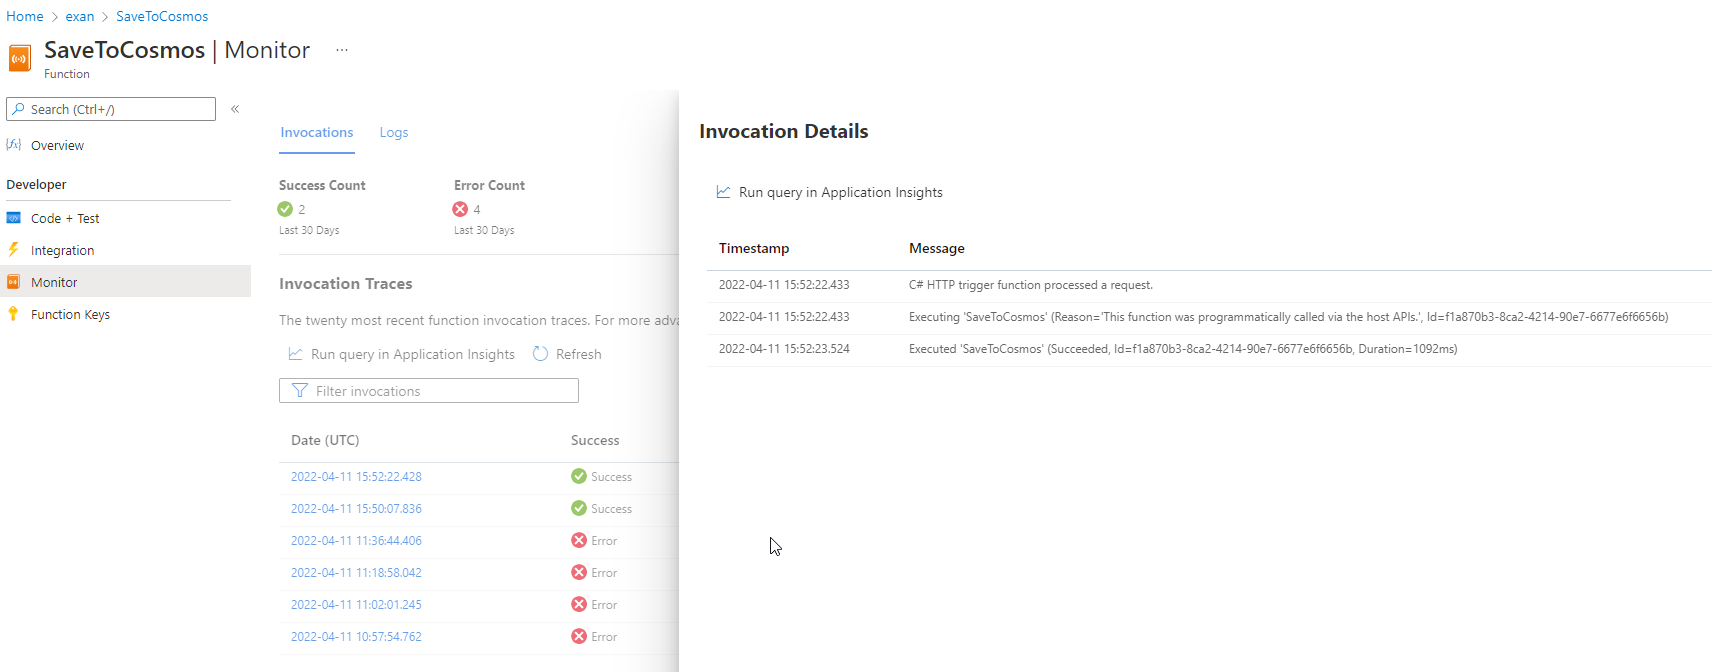 Home > exan > SaveToCosmos
SaveToCosmos | Monitor ...
Function
Search (Ctrl+/) «
Overview
Developer
Code + Test
Integration
Monitor
Function Keys
Invocations Logs
Success Count Error Count
2 4
Last 30 Days Last 30 Days
Invocation Traces
The twenty most recent function invocation traces. For more adva
Run query in Application Insights Refresh
Filter invocations
Date (UTC) Success
2022-04-11 15:52:22.428 Success
2022-04-11 15:50:07.836 Success
2022-04-11 11:36:44.406 Error
2022-04-11 11:18:58.042 Error
2022-04-11 11:02:01.245 Error
2022-04-11 10:57:54.762 Error
Invocation Details
Run query in Application Insights
Timestamp Message
2022-04-11 15:52:22.433 C# HTTP trigger function processed a request.
2022-04-11 15:52:22.433 Executing 'SaveToCosmos' (Reason='This function was programmatically called via the host APIs.', Id=f1a870b3-8ca2-4214-90e7-6677e6f6656b)
2022-04-11 15:52:23.524 Executed 'SaveToCosmos' (Succeeded, Id=f1a870b3-8ca2-4214-90e7-6677e6f6656b, Duration=1092ms)